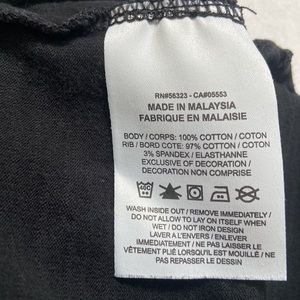 RN#56323 - CA#05553
MADE IN MALAYSIA
FABRIQUE EN MALAISIE
BODY / CORPS: 100% COTTON / COTON
RIB / BORD COTE: 97% COTTON / COTON
3% SPANDEX / ELASTHANNE
EXCLUSIVE OF DECORATION /
DECORATION NON COMPRISE
WASH INSIDE OUT / REMOVE IMMEDIATELY /
DO NOT ALLOW TO LAY ON ITSELF WHEN
WET / DO NOT IRON DESIGN
LAVER A L'ENVERS / ENLEVER
IMMEDIATEMENT / NE PAS LAISSER LE
VÊTEMENT PLIÉ LORSQU'IL EST MOUILLÉ / NE
PAS REPASSER LE DESSIN